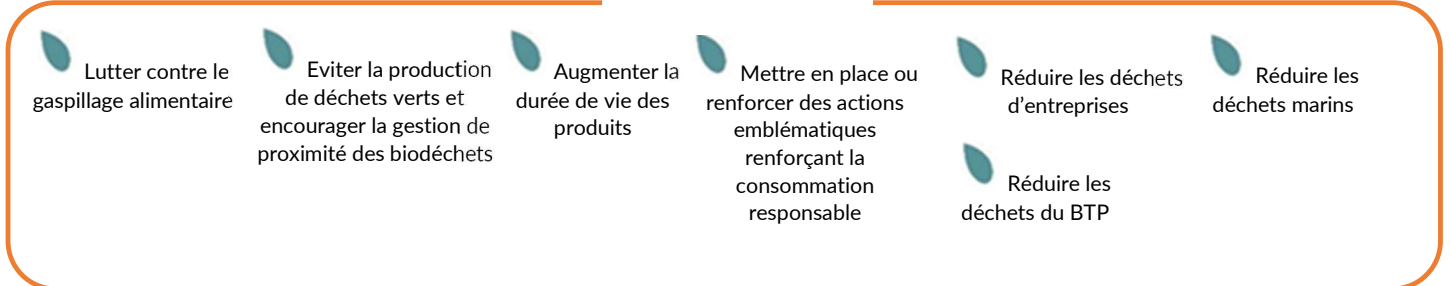 Lutter contre le
gaspillage alimentaire
Eviter la production
de déchets verts et
encourager la gestion de
proximité des biodéchets
Augmenter la
durée de vie des
produits
Mettre en place ou
renforcer des actions
emblématiques
renforçant la
consommation
responsable
Réduire les déchets
d’entreprises
Réduire les
déchets du BTP
Réduire les
déchets marins